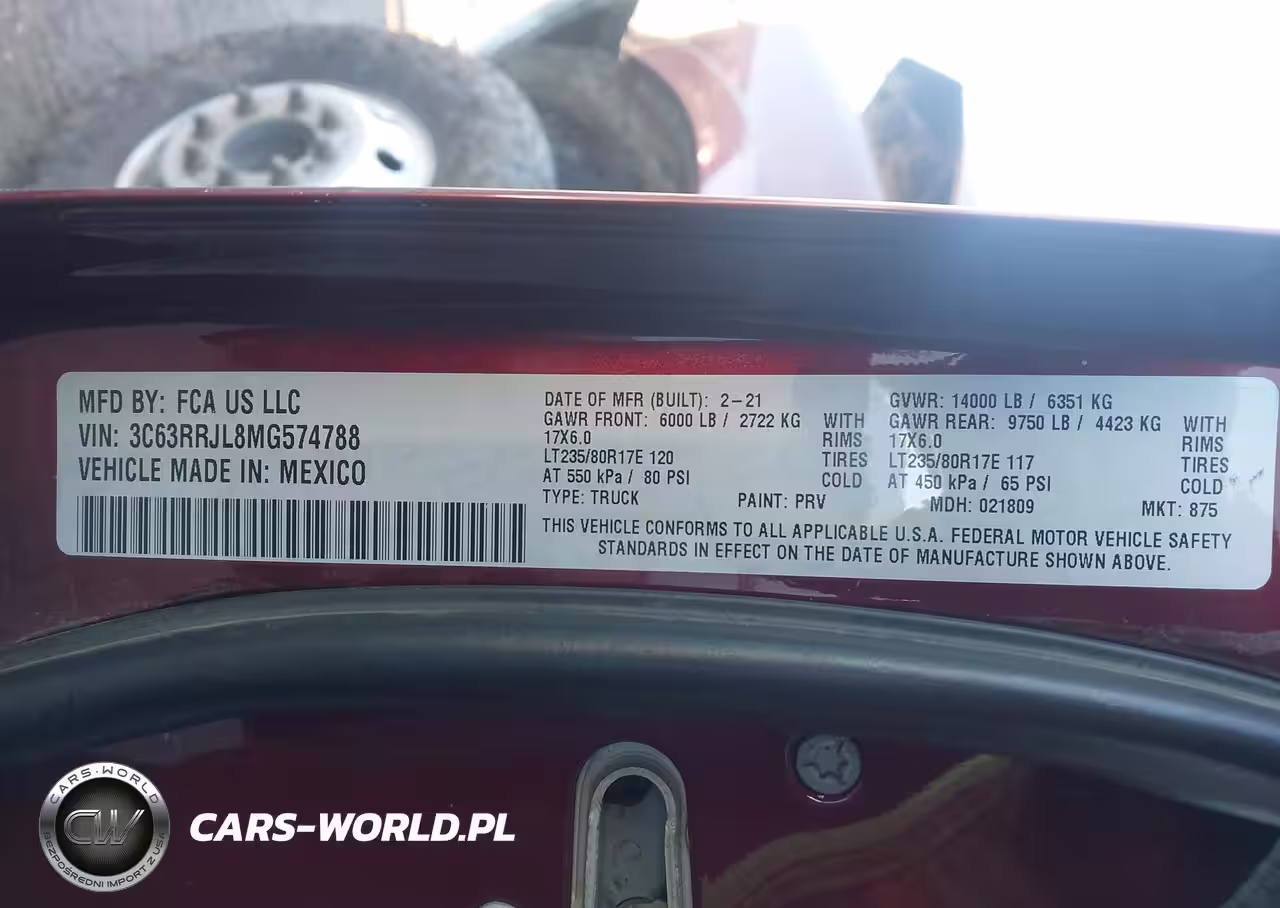 MFD BY: FCA US LLC
VIN: 3C63RRJL8MG574788
VEHICLE MADE IN: MEXICO
DATE OF MFR (BUILT): 2-21
GAWR FRONT: 6000 LB / 2722 KG WITH
17X6.0 RIMS
LT235/80R17E 120 TIRES
AT 550 kPa / 80 PSI COLD
GVWR: 14000 LB / 6351 KG
GAWR REAR: 9750 LB / 4423 KG WITH
17X6.0 RIMS
LT235/80R17E 117 TIRES
AT 450 kPa / 65 PSI COLD
TYPE: TRUCK PAINT: PRV MDH: 021809 MKT: 875
THIS VEHICLE CONFORMS TO ALL APPLICABLE U.S.A. FEDERAL MOTOR VEHICLE SAFETY
STANDARDS IN EFFECT ON THE DATE OF MANUFACTURE SHOWN ABOVE.
CARS-WORLD
CW
BEZPOŚREDNI IMPORT Z USA
CARS-WORLD.PL